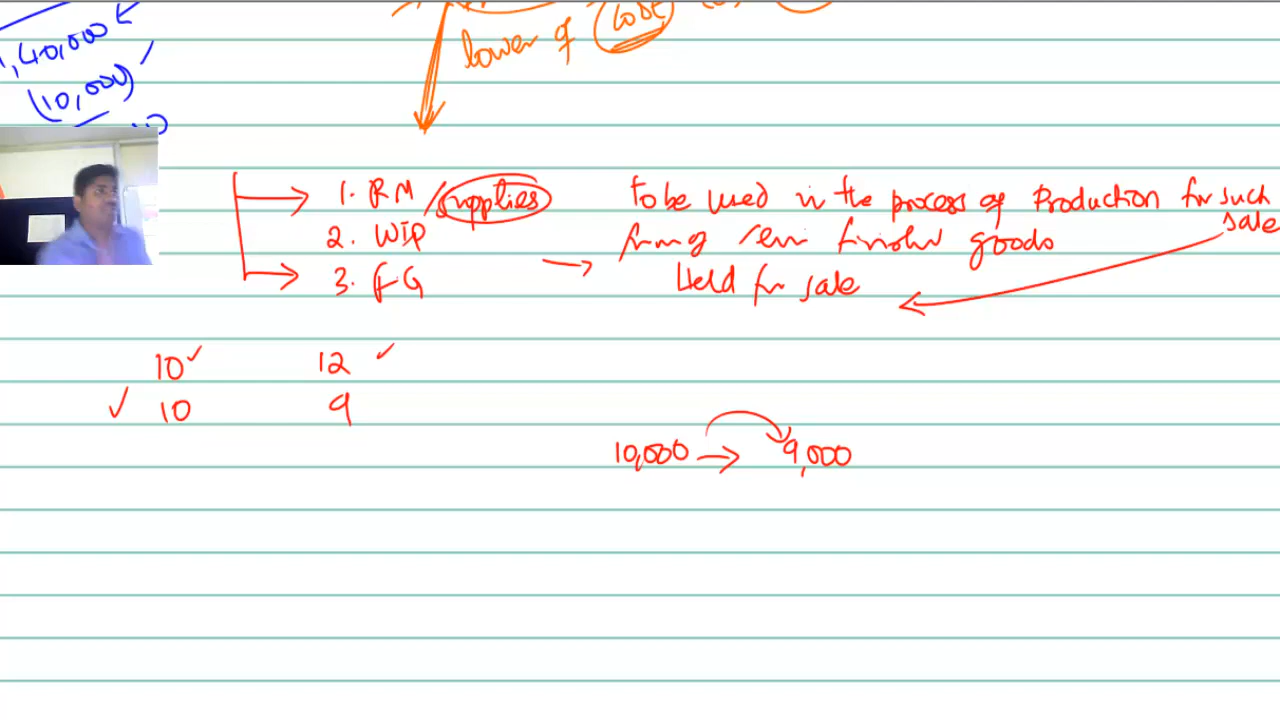 1,40,000
(10,000)
lower of cost
1. RM/supplies to be used in the process of Production for such sale
2. WIP form of semi finished goods
3. FG → Held for sale
10✓ 12 ✓
✓ 10 9
10,000 → 9,000